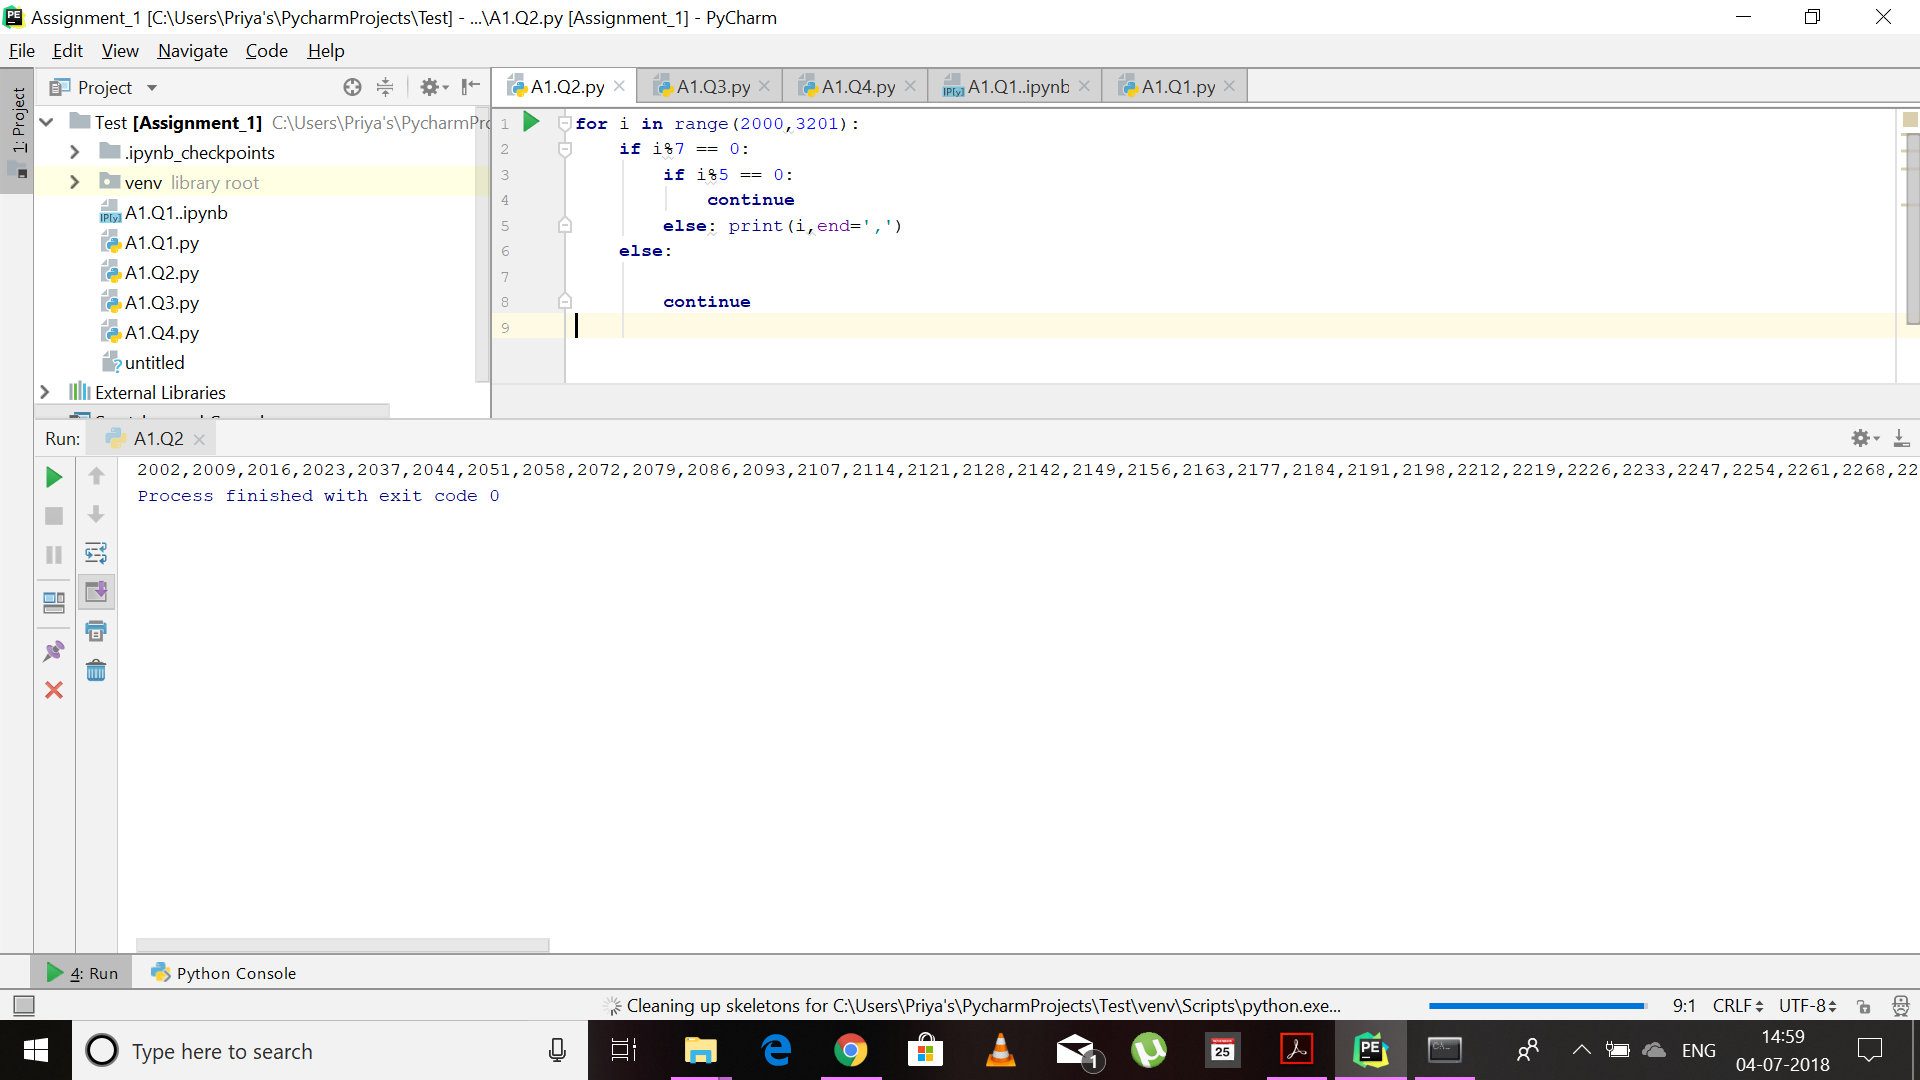 Assignment_1 [C:\Users\Priya's\PycharmProjects\Test] - ...\A1.Q2.py [Assignment_1] - PyCharm
File Edit View Navigate Code Help
1: Project
Project
A1.Q2.py A1.Q3.py A1.Q4.py A1.Q1..ipynb A1.Q1.py
Test [Assignment_1] C:\Users\Priya's\PycharmPr
.ipynb_checkpoints
venv library root
A1.Q1..ipynb
A1.Q1.py
A1.Q2.py
A1.Q3.py
A1.Q4.py
untitled
External Libraries
1 for i in range(2000,3201):
2 if i%7 == 0:
3 if i%5 == 0:
4 continue
5 else: print(i,end=',')
6 else:
7
8 continue
9
Run: A1.Q2
2002,2009,2016,2023,2037,2044,2051,2058,2072,2079,2086,2093,2107,2114,2121,2128,2142,2149,2156,2163,2177,2184,2191,2198,2212,2219,2226,2233,2247,2254,2261,2268,22
Process finished with exit code 0
4: Run Python Console
Cleaning up skeletons for C:\Users\Priya's\PycharmProjects\Test\venv\Scripts\python.exe... 9:1 CRLF UTF-8
Type here to search
1
25
PE
ENG
14:59
04-07-2018